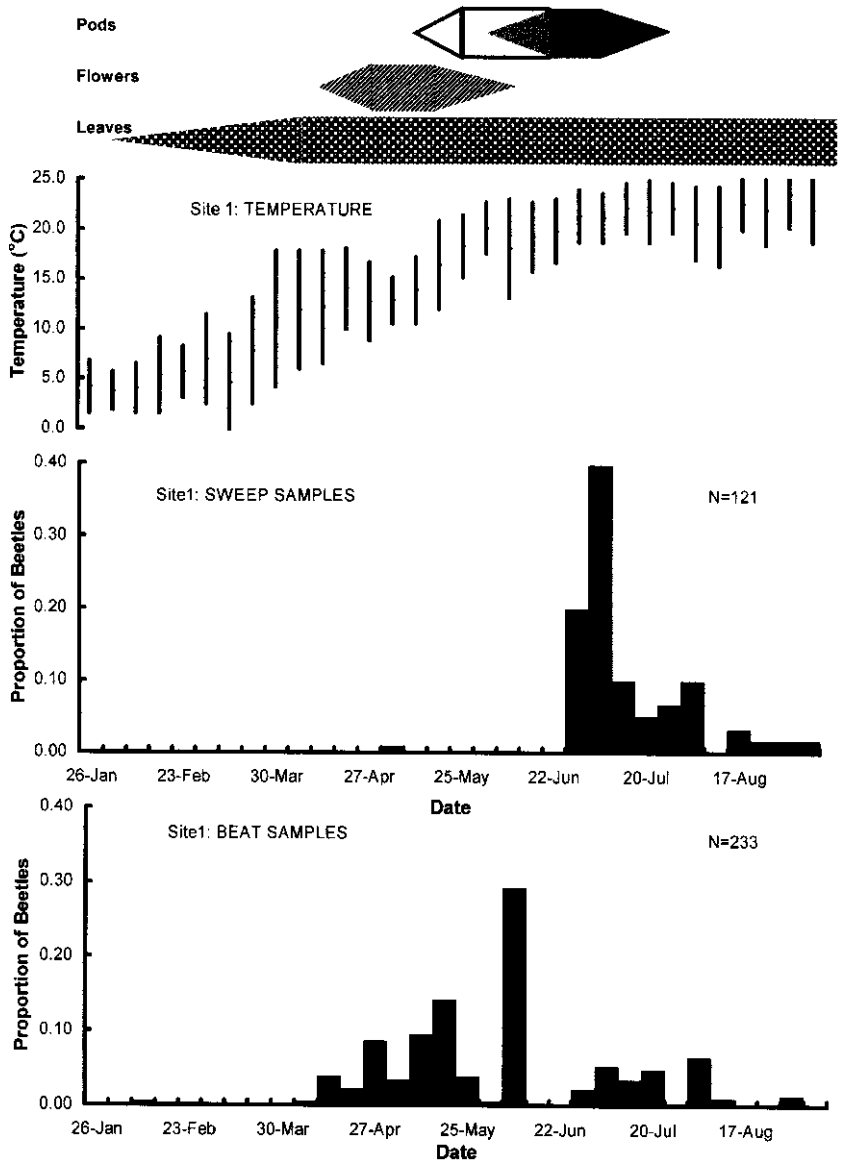 Pods
Flowers
Leaves
Site 1: TEMPERATURE
Temperature (°C)
25.0
20.0
15.0
10.0
5.0
0.0
Site1: SWEEP SAMPLES
N=121
Proportion of Beetles
0.40
0.30
0.20
0.10
0.00
26-Jan 23-Feb 30-Mar 27-Apr 25-May 22-Jun 20-Jul 17-Aug
Date
Site1: BEAT SAMPLES
N=233
Proportion of Beetles
0.40
0.30
0.20
0.10
0.00
26-Jan 23-Feb 30-Mar 27-Apr 25-May 22-Jun 20-Jul 17-Aug
Date